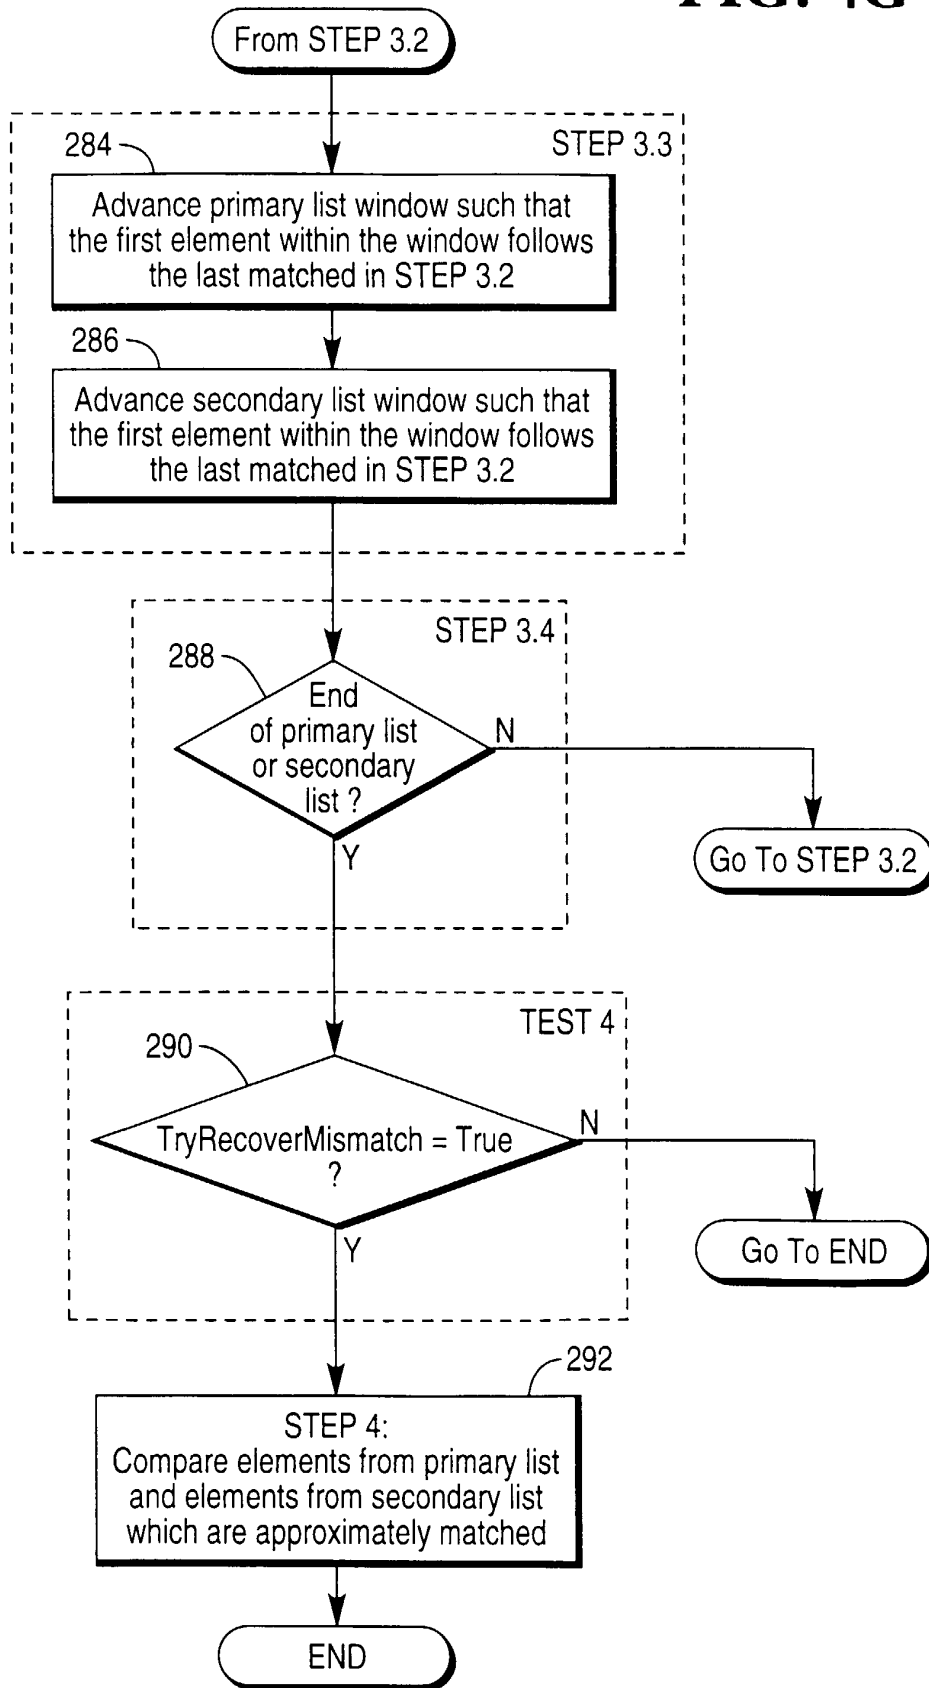 FIG. 4G
From STEP 3.2
STEP 3.3
284
Advance primary list window such that
the first element within the window follows
the last matched in STEP 3.2
286
Advance secondary list window such that
the first element within the window follows
the last matched in STEP 3.2
STEP 3.4
288
End
of primary list
or secondary
list ?
N
Y
Go To STEP 3.2
TEST 4
290
TryRecoverMismatch = True
?
N
Y
Go To END
292
STEP 4:
Compare elements from primary list
and elements from secondary list
which are approximately matched
END